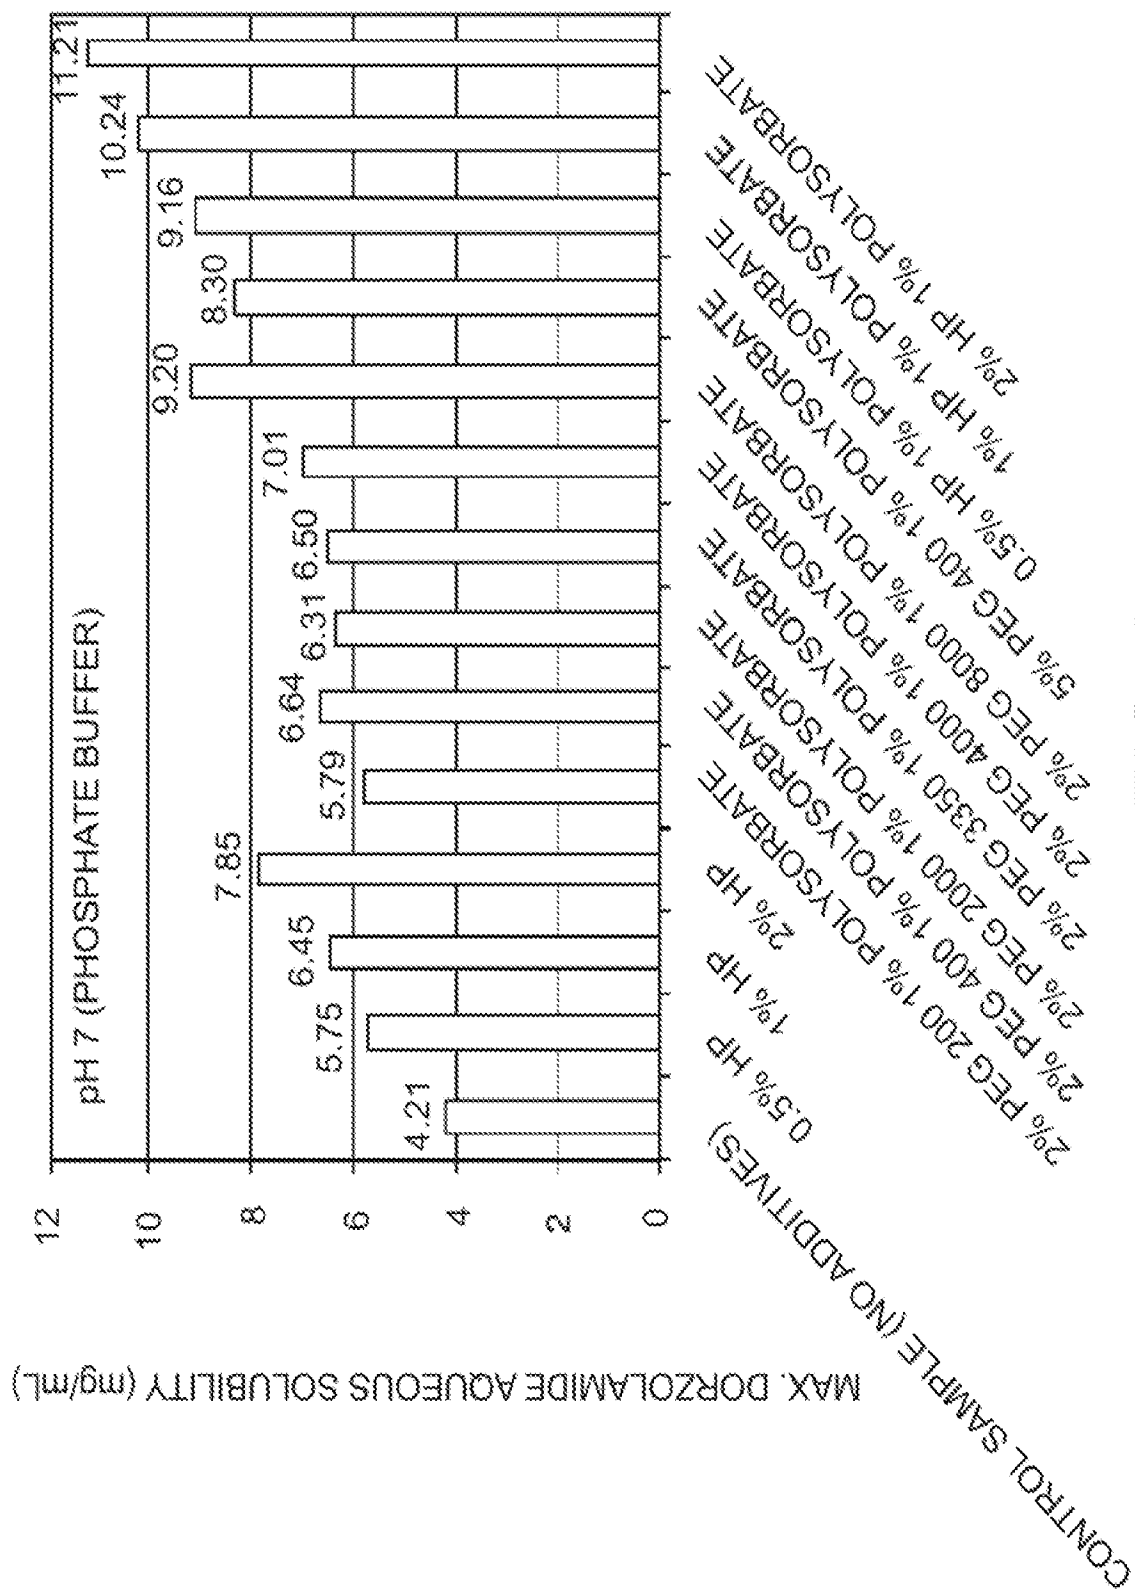 pH 7 (PHOSPHATE BUFFER)
MAX. DORZOLAMIDE AQUEOUS SOLUBILITY (mg/mL)
12
10
8
6
4
2
0
4.21
5.75
6.45
7.85
5.79
6.64
6.31
6.50
7.01
9.20
8.30
9.16
10.24
11.21
CONTROL SAMPLE (NO ADDITIVES)
0.5% HP
1% HP
2% HP
2% PEG 200 1% POLYSORBATE
2% PEG 400 1% POLYSORBATE
2% PEG 2000 1% POLYSORBATE
2% PEG 3350 1% POLYSORBATE
2% PEG 4000 1% POLYSORBATE
2% PEG 8000 1% POLYSORBATE
5% PEG 400 1% POLYSORBATE
0.5% HP 1% POLYSORBATE
1% HP 1% POLYSORBATE
2% HP 1% POLYSORBATE